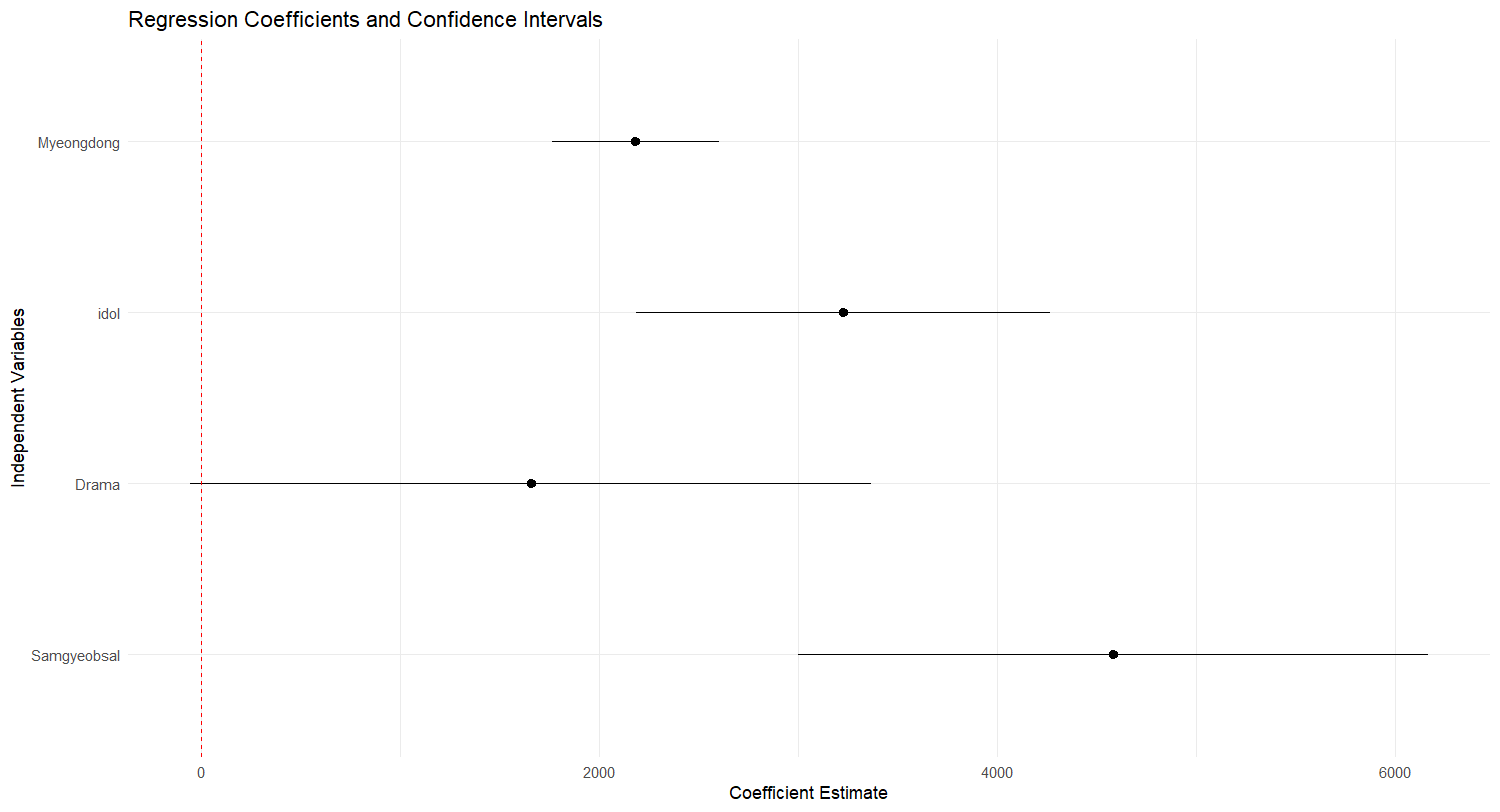 Regression Coefficients and Confidence Intervals
Independent Variables
Myeongdong
idol
Drama
Samgyeobsal
0 2000 4000 6000
Coefficient Estimate